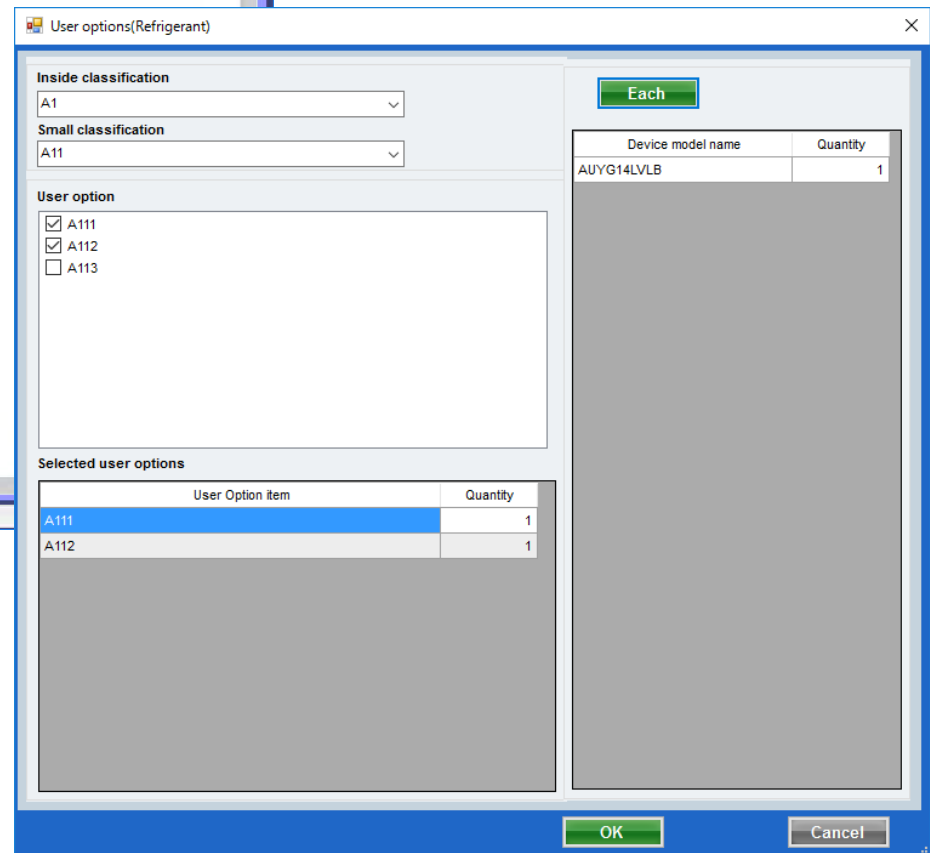 User options(Refrigerant)
Inside classification
A1
Small classification
A11
User option
A111
A112
A113
Selected user options
User Option item Quantity
A111 1
A112 1
Each
Device model name Quantity
AUYG14LVLB 1
OK Cancel